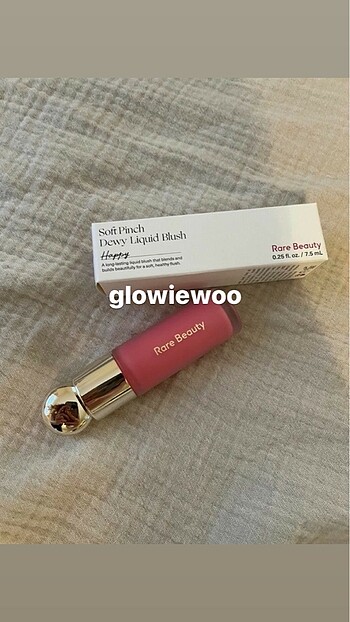 Soft Pinch
Dewy Liquid Blush
Happy
A long-lasting liquid blush that blends and
builds beautifully for a soft, healthy flush.
Rare Beauty
0.25 fl. oz. / 7.5 mL
glowiewoo
Rare Beauty